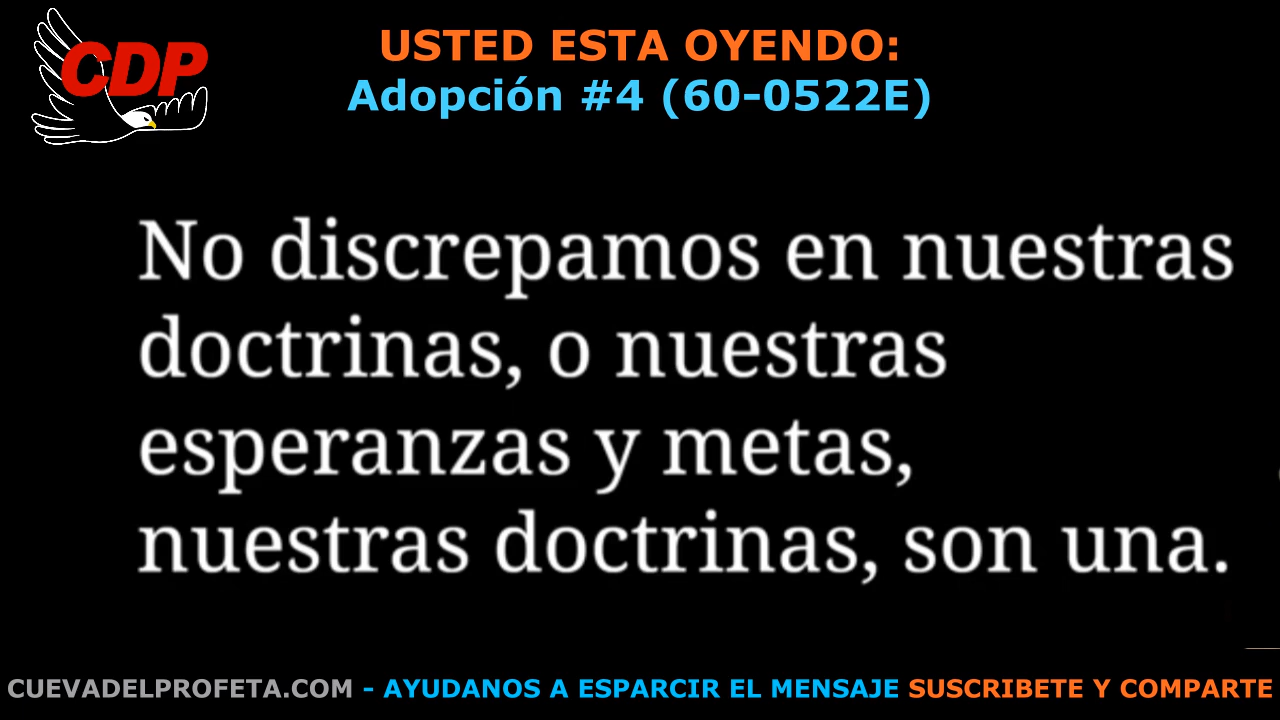 CDP
USTED ESTA OYENDO:
Adopción #4 (60-0522E)
No discrepamos en nuestras
doctrinas, o nuestras
esperanzas y metas,
nuestras doctrinas, son una.
CUEVADELPROFETA.COM - AYUDANOS A ESPARCIR EL MENSAJE SUSCRIBETE Y COMPARTE